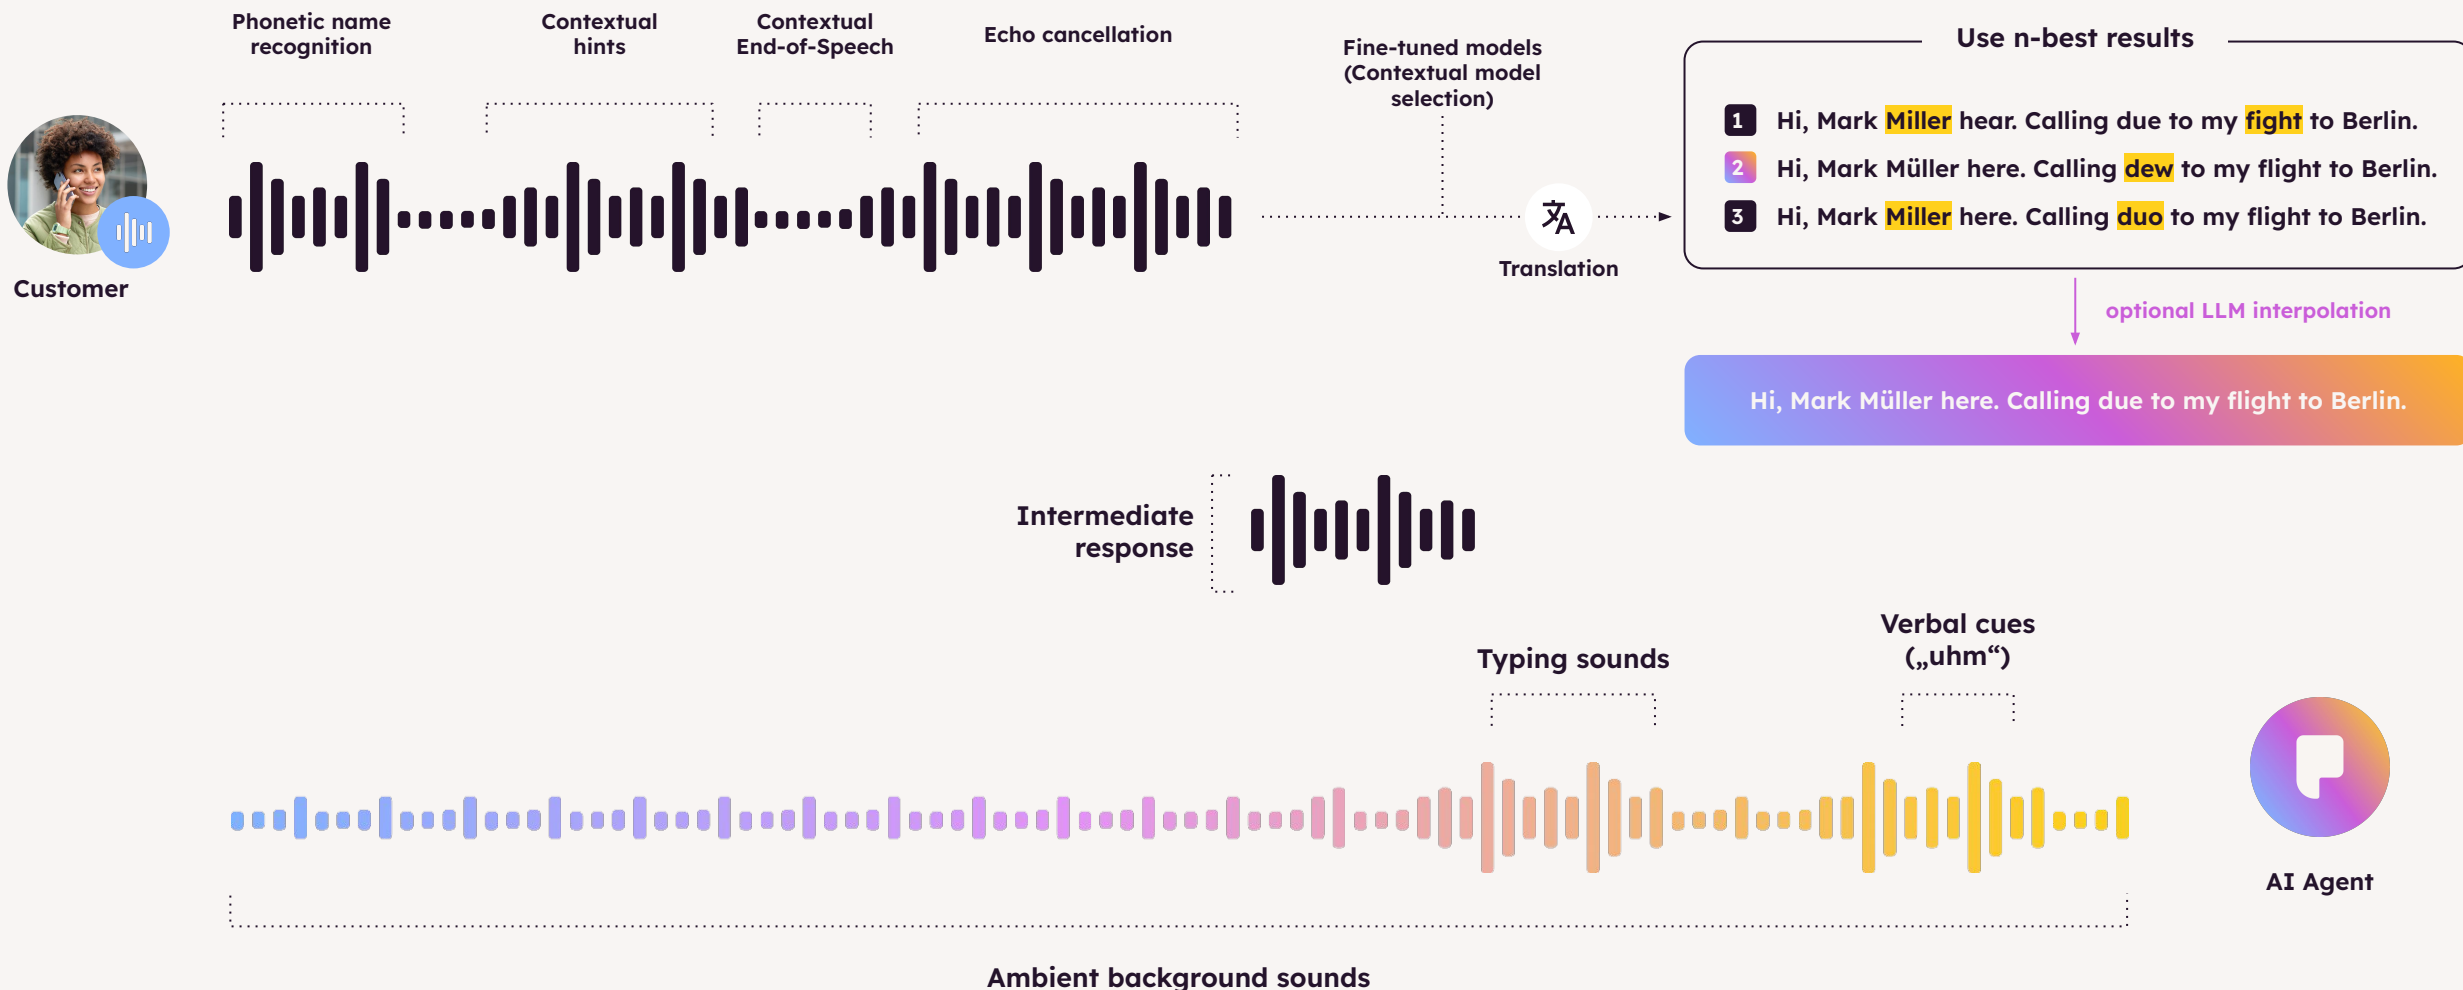 Phonetic name
recognition
Contextual
hints
Contextual
End-of-Speech
Echo cancellation
Fine-tuned models
(Contextual model
selection)
Use n-best results
1 Hi, Mark Miller hear. Calling due to my fight to Berlin.
2 Hi, Mark Müller here. Calling dew to my flight to Berlin.
3 Hi, Mark Miller here. Calling duo to my flight to Berlin.
Customer
文A
Translation
optional LLM interpolation
Hi, Mark Müller here. Calling due to my flight to Berlin.
Intermediate
response
Typing sounds
Verbal cues
(„uhm“)
AI Agent
Ambient background sounds